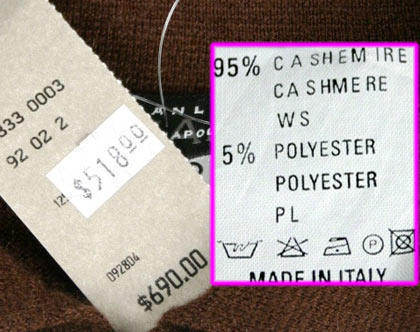 333 0003
92 02 2
$518.00
092804
$690.00
95% CASHEMIRE
CASHMERE
WS
5% POLYESTER
POLYESTER
PL
MADE IN ITALY